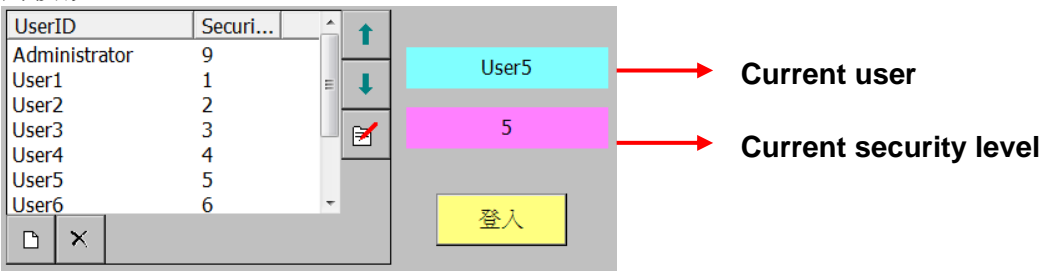 UserID Securi...
Administrator 9
User1 1
User2 2
User3 3
User4 4
User5 5
User6 6
User5
Current user
5
Current security level
登入